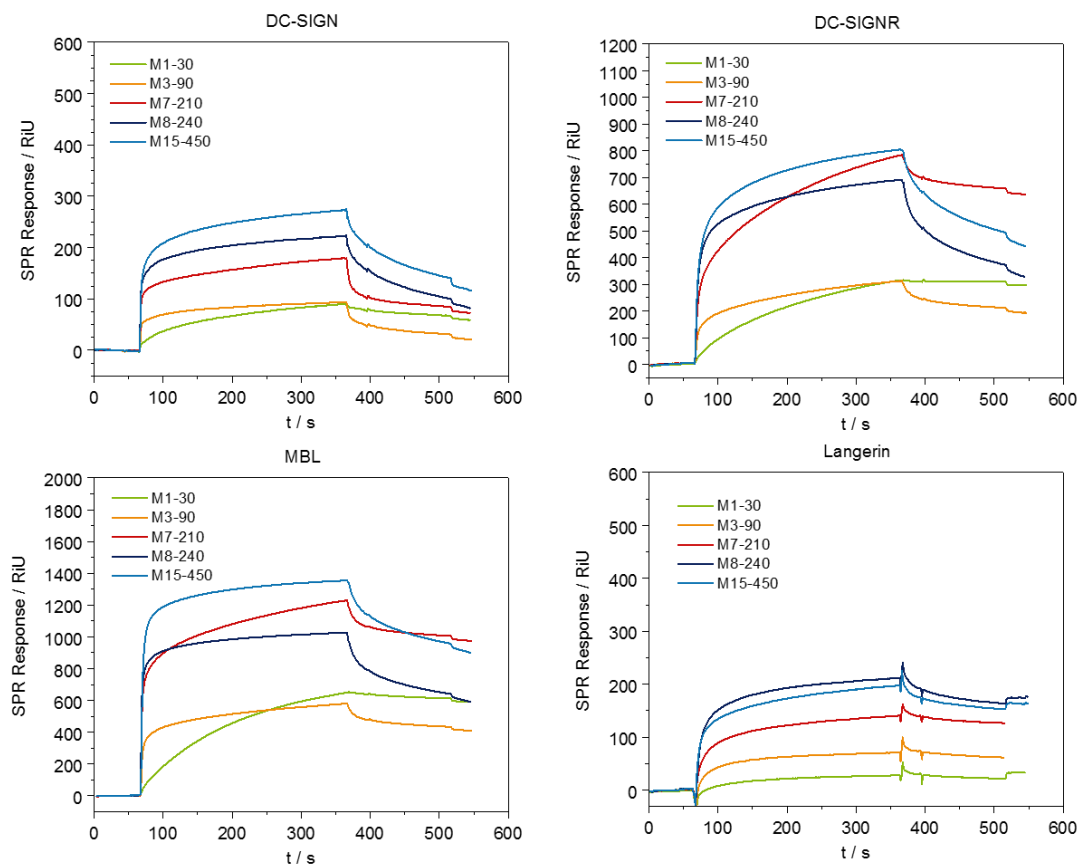 DC-SIGN
600
500
400
300
200
100
0
SPR Response / RiU
M1-30
M3-90
M7-210
M8-240
M15-450
0 100 200 300 400 500 600
t / s
DC-SIGNR
1200
1100
1000
900
800
700
600
500
400
300
200
100
0
SPR Response / RiU
M1-30
M3-90
M7-210
M8-240
M15-450
0 100 200 300 400 500 600
t / s
MBL
2000
1800
1600
1400
1200
1000
800
600
400
200
0
SPR Response / RiU
M1-30
M3-90
M7-210
M8-240
M15-450
0 100 200 300 400 500 600
t / s
Langerin
600
500
400
300
200
100
0
SPR Response / RiU
M1-30
M3-90
M7-210
M8-240
M15-450
0 100 200 300 400 500 600
t / s